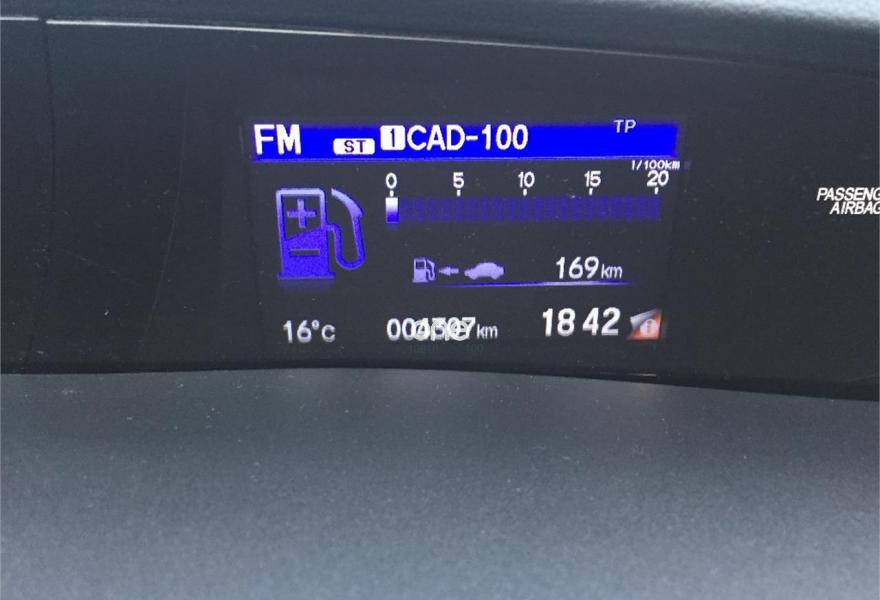 FM ST 1 CAD-100 TP
1/100km
0 5 10 15 20
169km
16°c km 18 42
PASSENG
AIRBAG